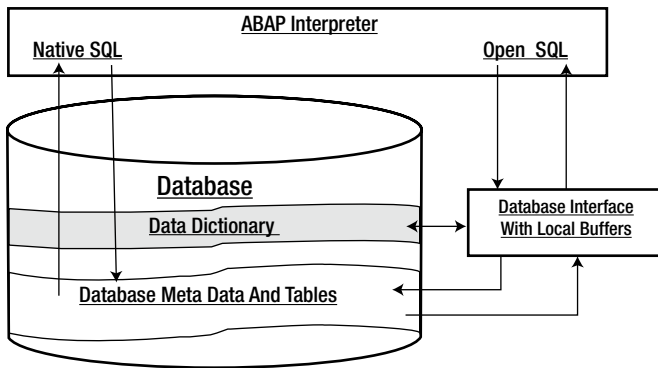 ABAP Interpreter
Native SQL
Open SQL
Database
Data Dictionary
Database Interface
With Local Buffers
Database Meta Data And Tables